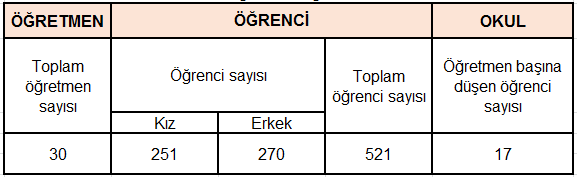 ÖĞRETMEN ÖĞRENCİ OKUL
Toplam
öğretmen
sayısı
Öğrenci sayısı
Kız Erkek
Toplam
öğrenci sayısı
Öğretmen başına
düşen öğrenci
sayısı
30 251 270 521 17